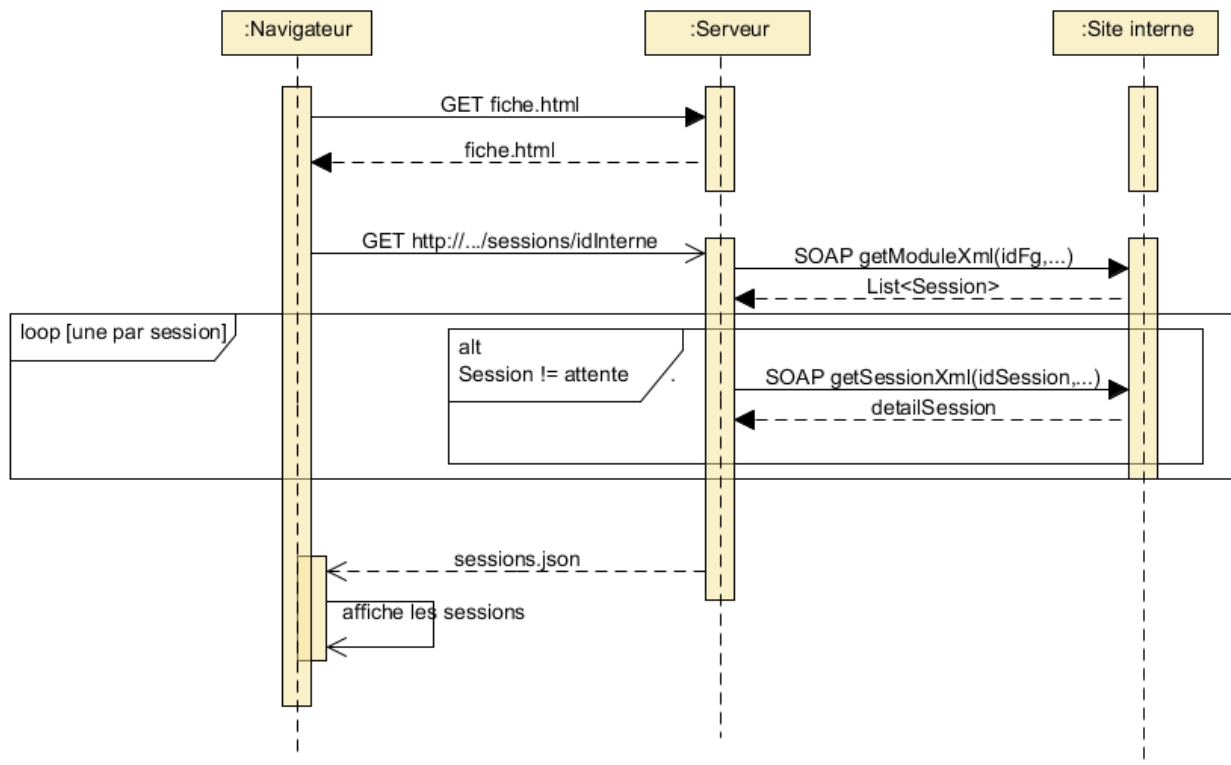 :Navigateur
:Serveur
:Site interne
GET fiche.html
fiche.html
GET http://.../sessions/idInterne
SOAP getModuleXml(idFg,...)
List<Session>
loop [une par session]
alt
Session != attente .
SOAP getSessionXml(idSession,...)
detailSession
sessions.json
affiche les sessions